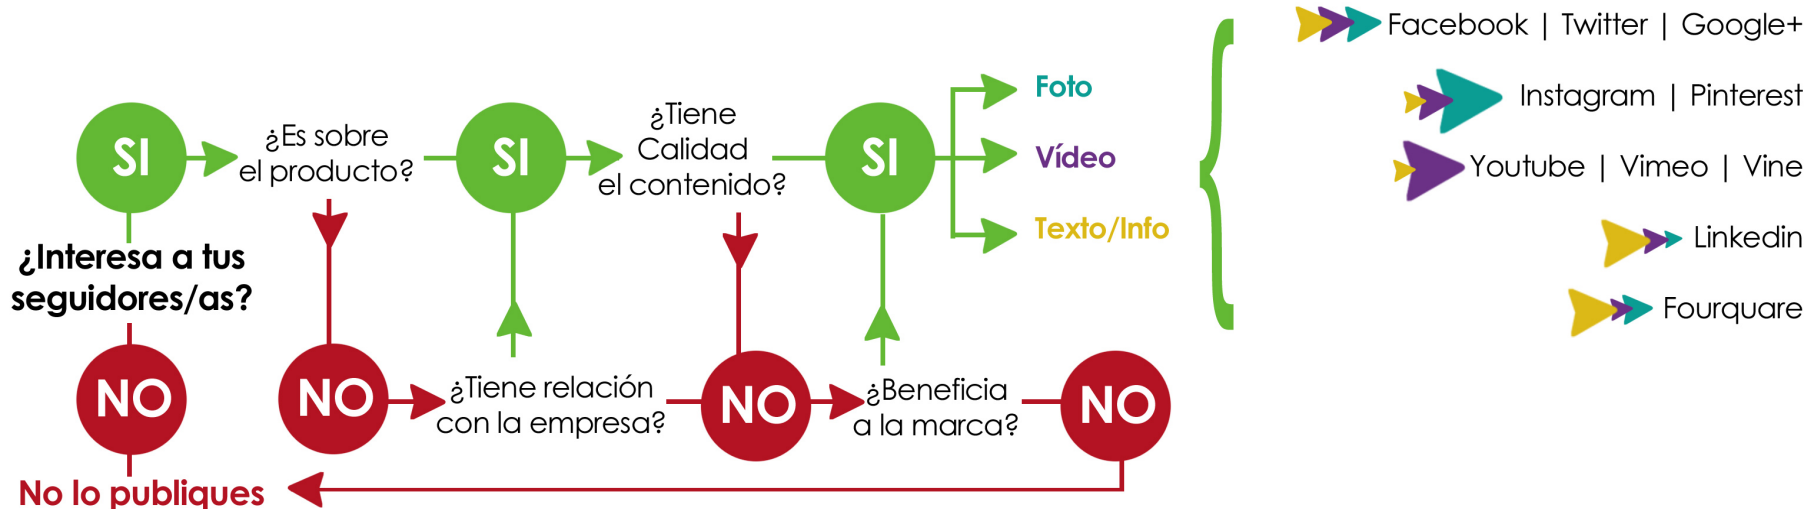 SI
¿Es sobre
el producto?
SI
¿Tiene
Calidad
el contenido?
SI
Foto
Vídeo
Texto/Info
Facebook | Twitter | Google+
Instagram | Pinterest
Youtube | Vimeo | Vine
Linkedin
Fourquare
¿Interesa a tus
seguidores/as?
NO
NO
¿Tiene relación
con la empresa?
NO
¿Beneficia
a la marca?
NO
No lo publiques